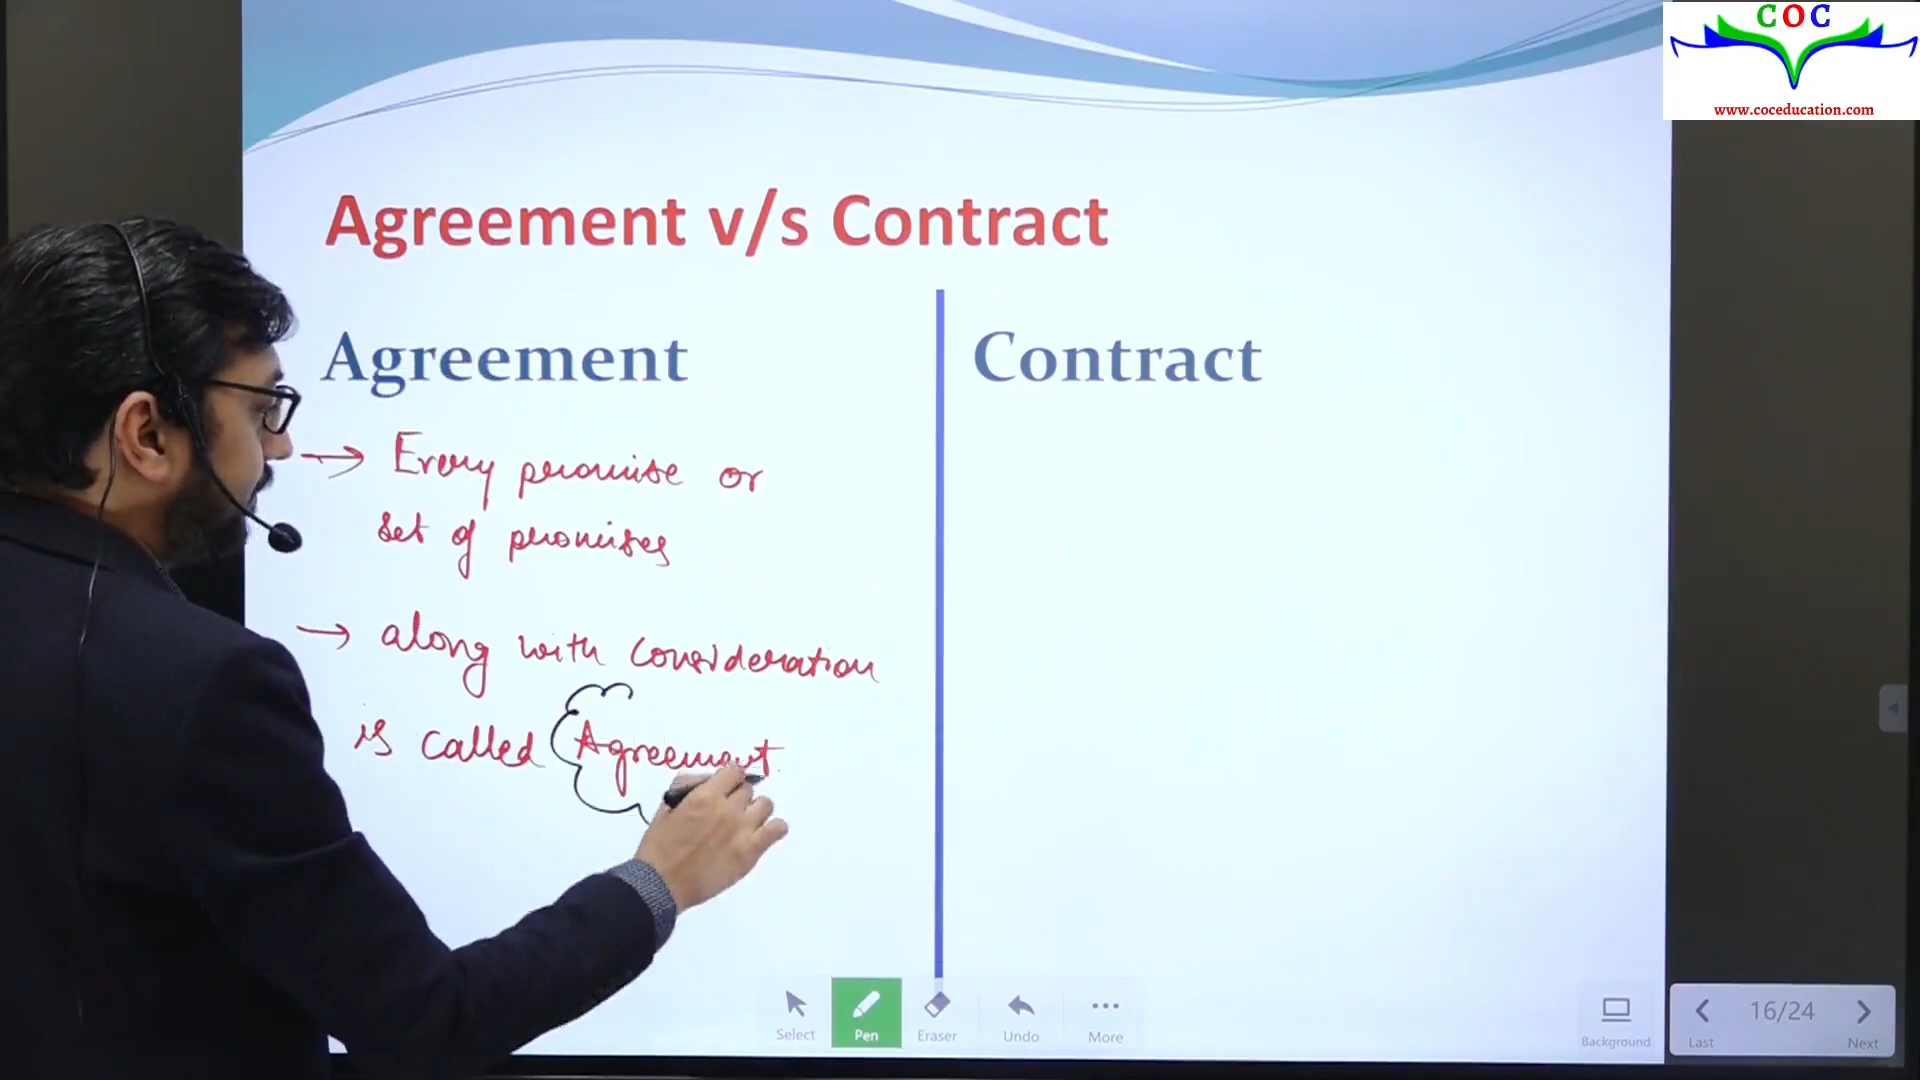 COC
www.coceducation.com
Agreement v/s Contract
Agreement
Contract
→ Every promise or
set of promises
→ along with consideration
is called Agreement
Select
Pen
Eraser
Undo
More
Background
16/24
Last
Next